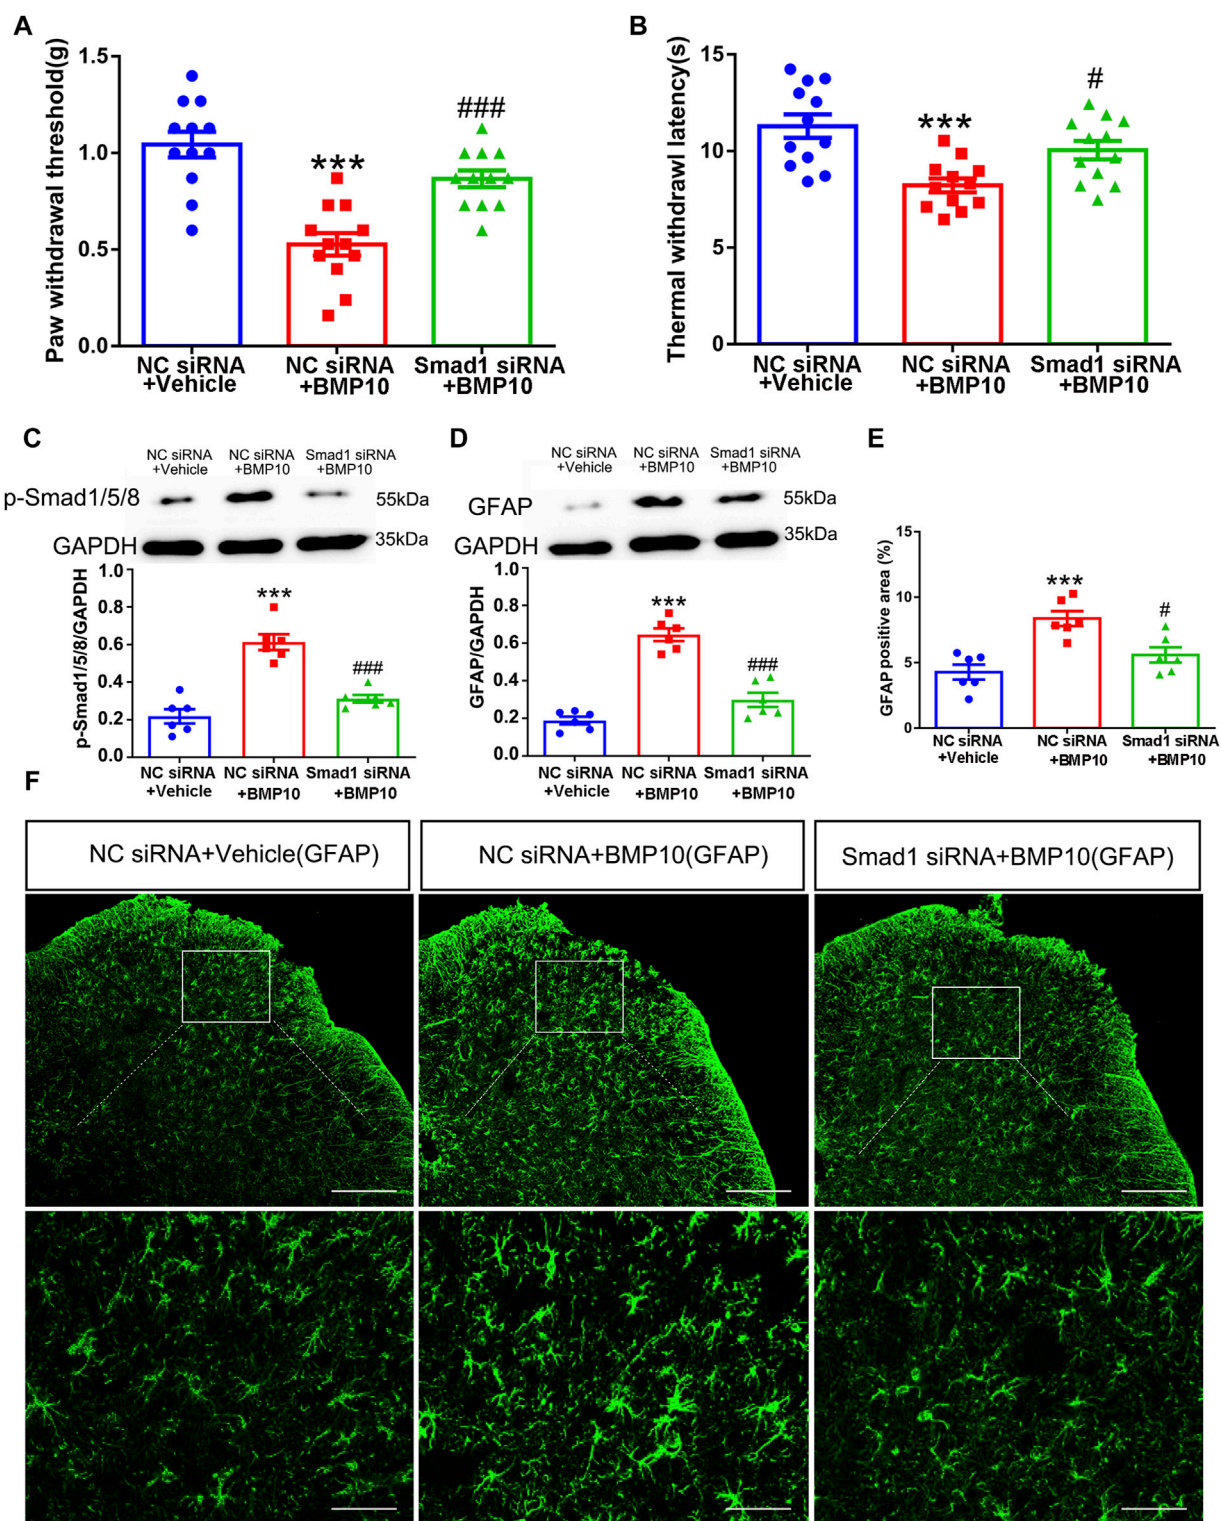 A
Paw withdrawal threshold(g)
1.5
1.0
0.5
0.0
***
###
NC siRNA
+Vehicle
NC siRNA
+BMP10
Smad1 siRNA
+BMP10
B
Thermal withdrawl latency(s)
15
10
5
0
***
#
NC siRNA
+Vehicle
NC siRNA
+BMP10
Smad1 siRNA
+BMP10
C
NC siRNA
+Vehicle
NC siRNA
+BMP10
Smad1 siRNA
+BMP10
p-Smad1/5/8
55kDa
GAPDH
35kDa
p-Smad1/5/8/GAPDH
1.0
0.8
0.6
0.4
0.2
0.0
***
###
NC siRNA
+Vehicle
NC siRNA
+BMP10
Smad1 siRNA
+BMP10
D
NC siRNA
+Vehicle
NC siRNA
+BMP10
Smad1 siRNA
+BMP10
GFAP
55kDa
GAPDH
35kDa
GFAP/GAPDH
1.0
0.8
0.6
0.4
0.2
0.0
***
###
NC siRNA
+Vehicle
NC siRNA
+BMP10
Smad1 siRNA
+BMP10
E
GFAP positive area (%)
15
10
5
0
***
#
NC siRNA
+Vehicle
NC siRNA
+BMP10
Smad1 siRNA
+BMP10
F
NC siRNA+Vehicle(GFAP)
NC siRNA+BMP10(GFAP)
Smad1 siRNA+BMP10(GFAP)